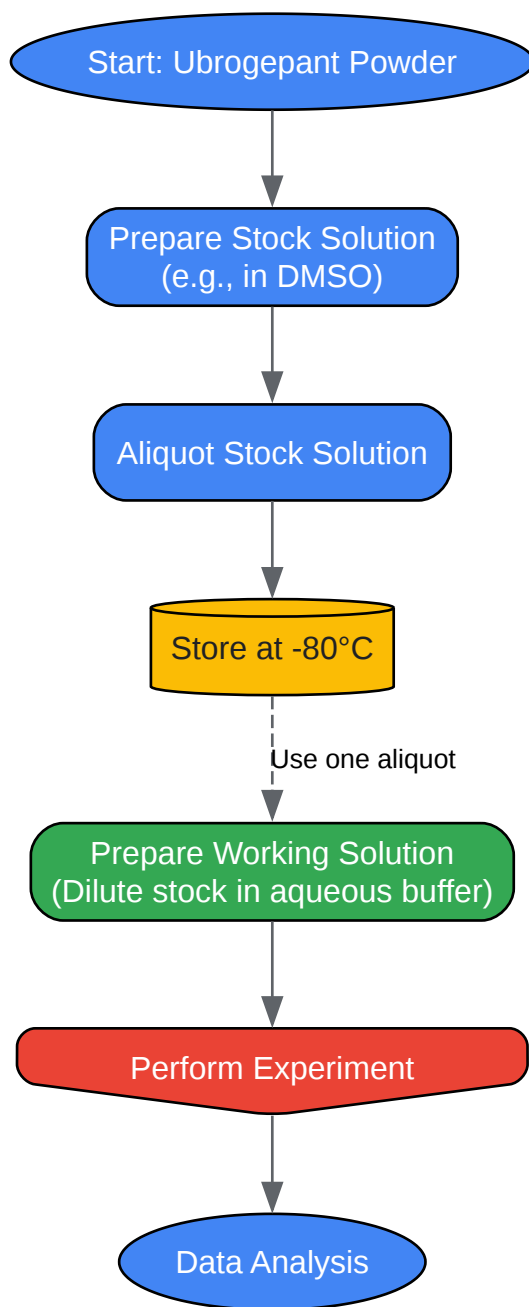 Start: Ubrogepant Powder
Prepare Stock Solution
(e.g., in DMSO)
Aliquot Stock Solution
Store at -80°C
Use one aliquot
Prepare Working Solution
(Dilute stock in aqueous buffer)
Perform Experiment
Data Analysis